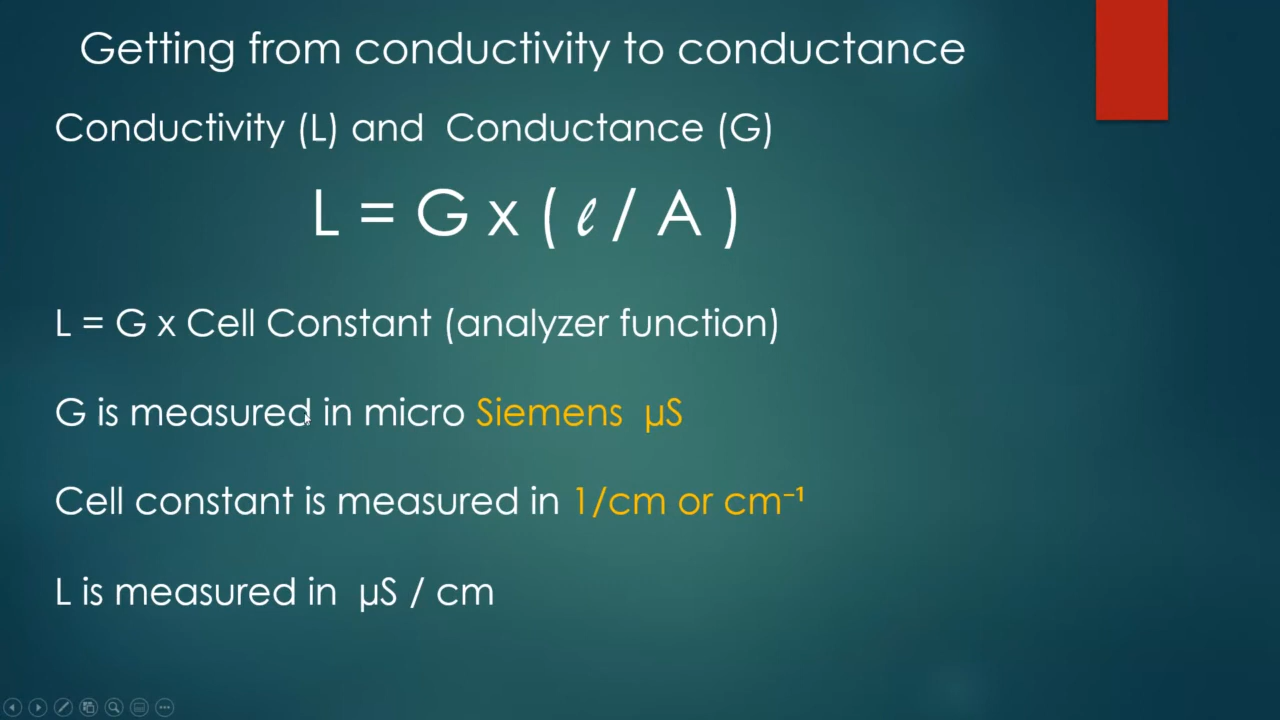 Getting from conductivity to conductance
Conductivity (L) and  Conductance (G)
L = G x ( ℓ / A )
L = G x Cell Constant (analyzer function)
G is measured in micro Siemens  µS
Cell constant is measured in 1/cm or cm⁻¹
L is measured in  µS / cm